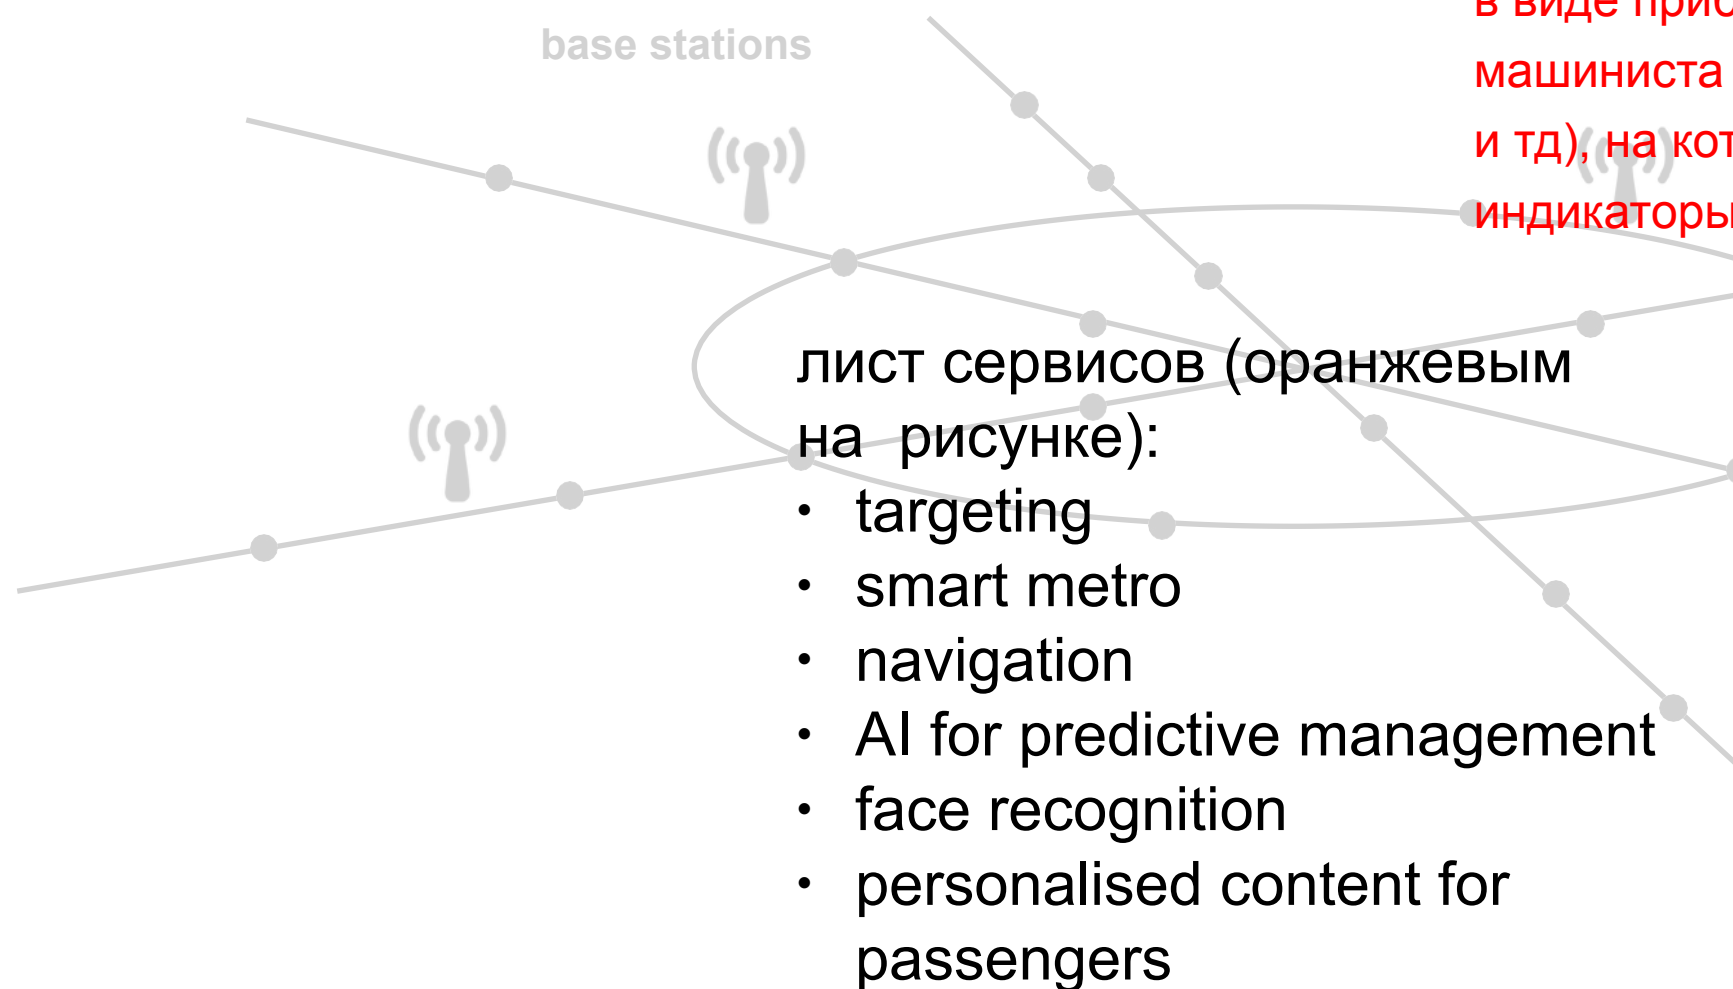 base stations
в виде
машиниста
и тд), на
индикаторы
лист сервисов (оранжевым
на рисунке):
• targeting
• smart metro
• navigation
• AI for predictive management
• face recognition
• personalised content for
passengers